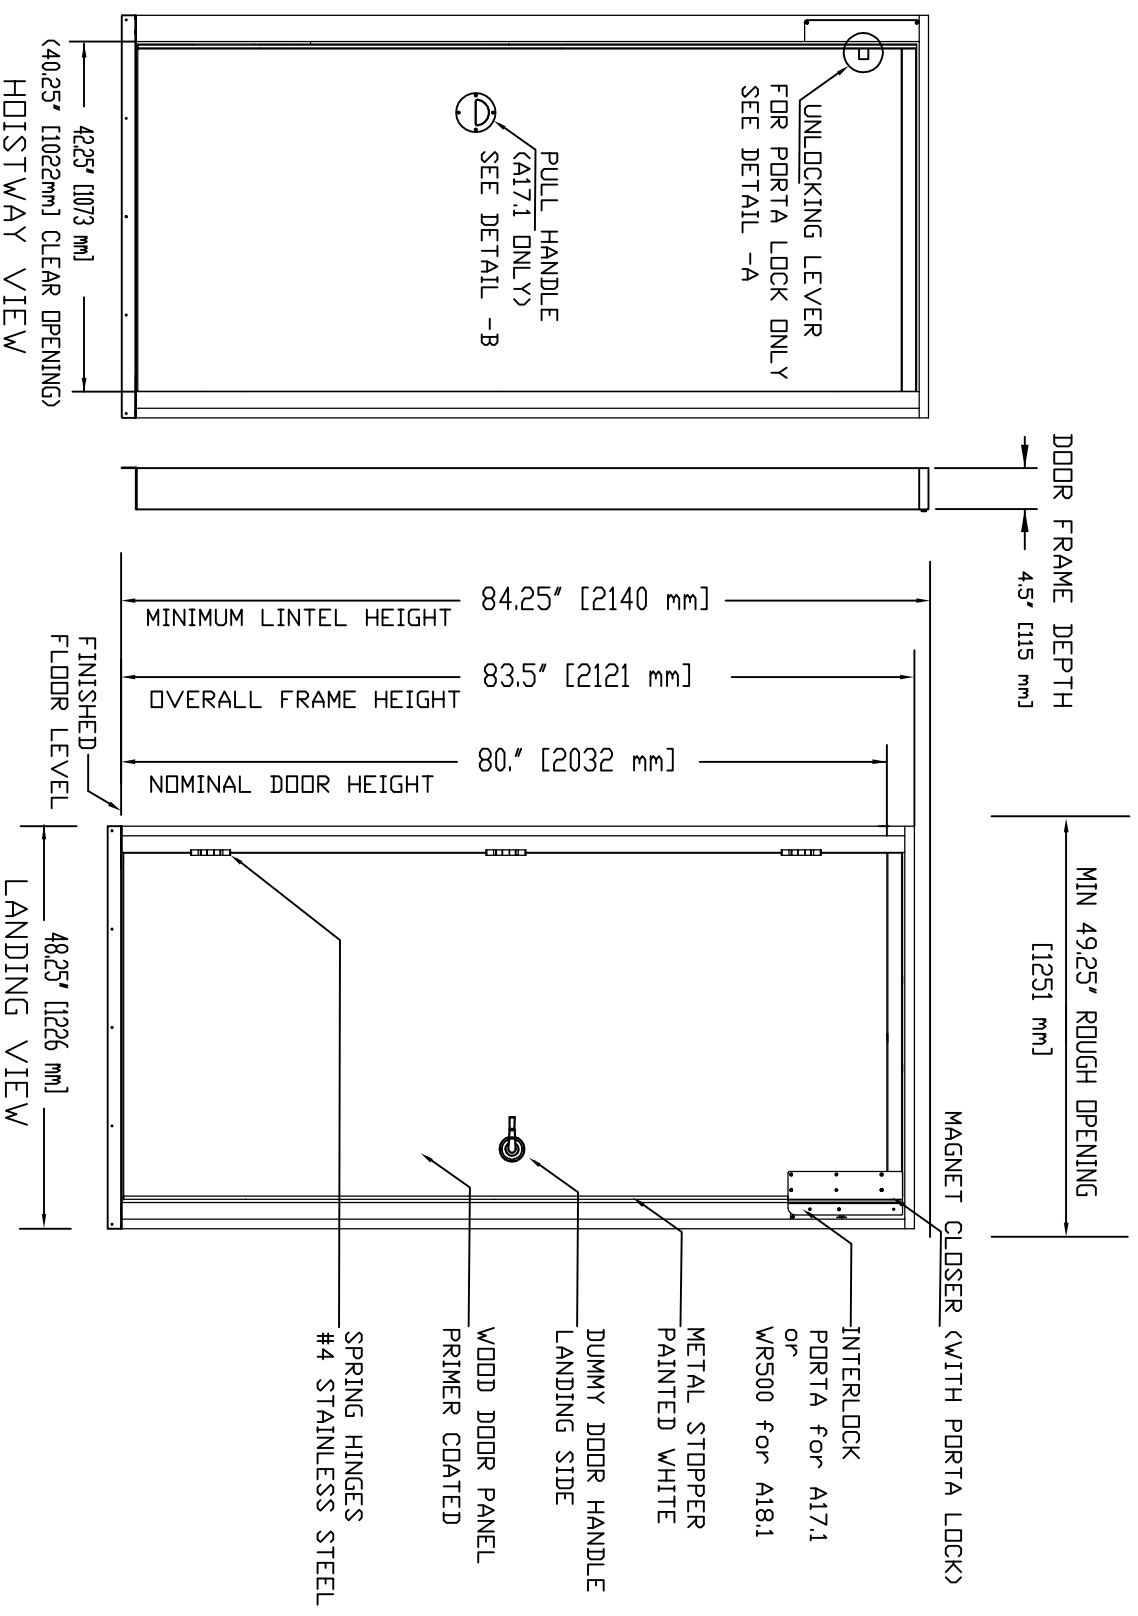 UNLOCKING LEVER
FOR PORTA LOCK ONLY
SEE DETAIL -A
PULL HANDLE
(A17.1 ONLY)
SEE DETAIL -B
42.25" [1073 mm]
(40.25" [1022mm] CLEAR OPENING)
HOISTWAY VIEW
DOOR FRAME DEPTH
4.5" [115 mm]
84.25" [2140 mm]
MINIMUM LINTEL HEIGHT
83.5" [2121 mm]
OVERALL FRAME HEIGHT
80." [2032 mm]
NOMINAL DOOR HEIGHT
FINISHED
FLOOR LEVEL
MIN 49.25" ROUGH OPENING
[1251 mm]
MAGNET CLOSER (WITH PORTA LOCK)
INTERLOCK
PORTA for A17.1
or
WR500 for A18.1
METAL STOPPER
PAINTED WHITE
DUMMY DOOR HANDLE
LANDING SIDE
WOOD DOOR PANEL
PRIMER COATED
SPRING HINGES
#4 STAINLESS STEEL
48.25" [1226 mm]
LANDING VIEW